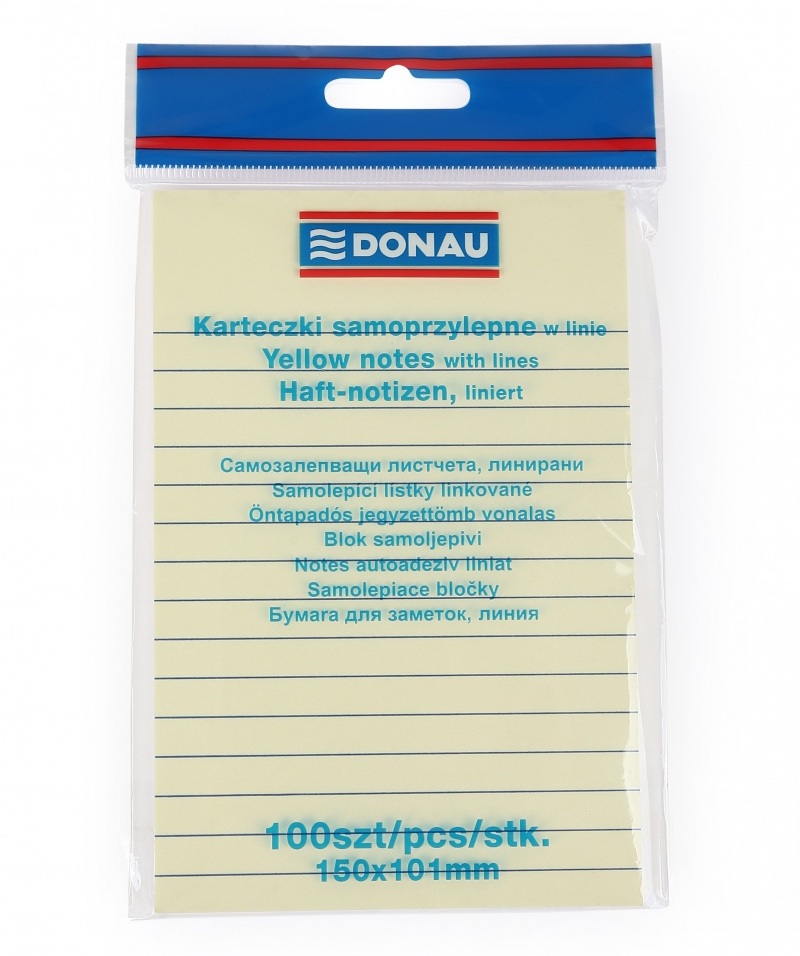 DONAU
Karteczki samoprzylepne w linie
Yellow notes with lines
Haft-notizen, liniert
Самозалепващи листчета, линирани
Samolepící lístky linkované
Öntapadós jegyzettömb vonalas
Blok samoljepivi
Notes autoadeziv liniat
Samolepiace bločky
Бумага для заметок, линия
100szt/pcs/stk.
150x101mm